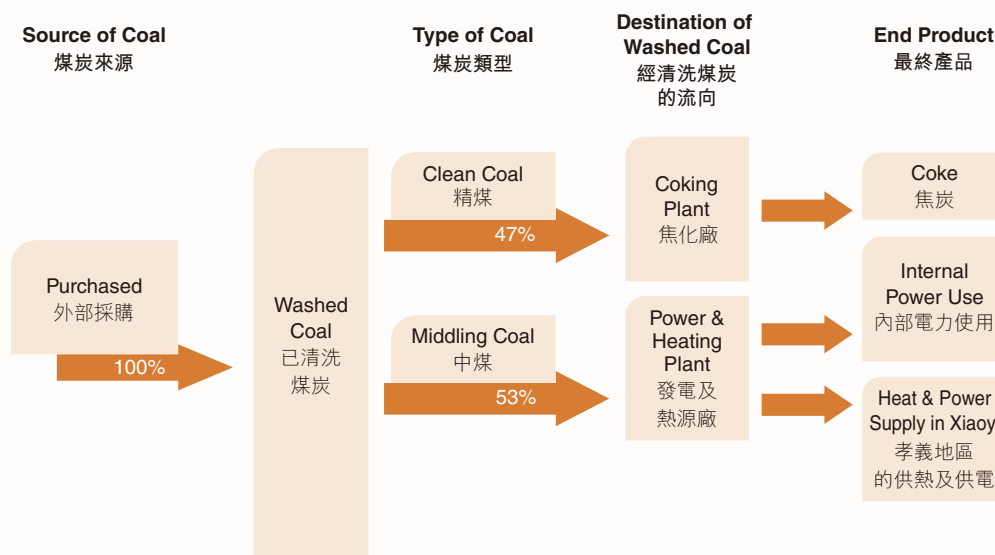 Source of Coal
煤炭來源
Type of Coal
煤炭類型
Destination of
Washed Coal
經清洗煤炭
的流向
End Product
最終產品
Purchased
外部採購
100%
Washed
Coal
已清洗
煤炭
Clean Coal
精煤
47%
Middling Coal
中煤
53%
Coking
Plant
焦化廠
Power &
Heating
Plant
發電及
熱源廠
Coke
焦炭
Internal
Power Use
內部電力使用
Heat & Power
Supply in Xiaoy
孝義地區
的供熱及供電